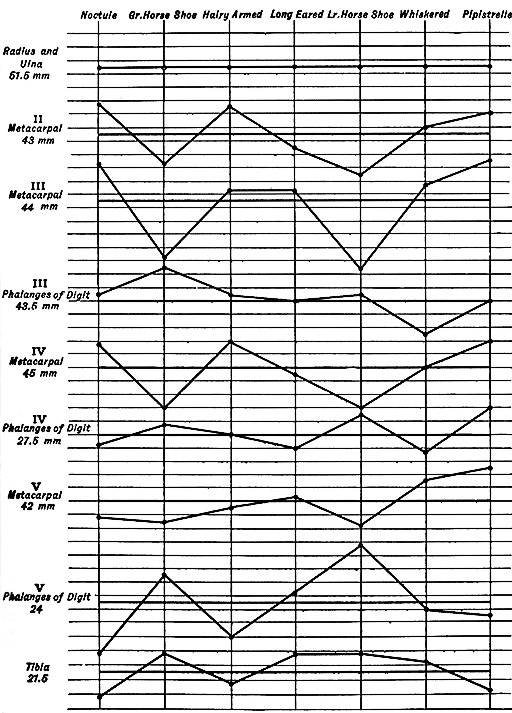 Noctule Gr.Horse Shoe Hairy Armed Long Eared Lr.Horse Shoe Whiskered Pipistrelle
Radius and
Ulna
51.5 mm
II
Metacarpal
43 mm
III
Metacarpal
44 mm
III
Phalanges of Digit
43.5 mm
IV
Metacarpal
45 mm
IV
Phalanges of Digit
27.5 mm
V
Metacarpal
42 mm
V
Phalanges of Digit
24
Tibia
21.5